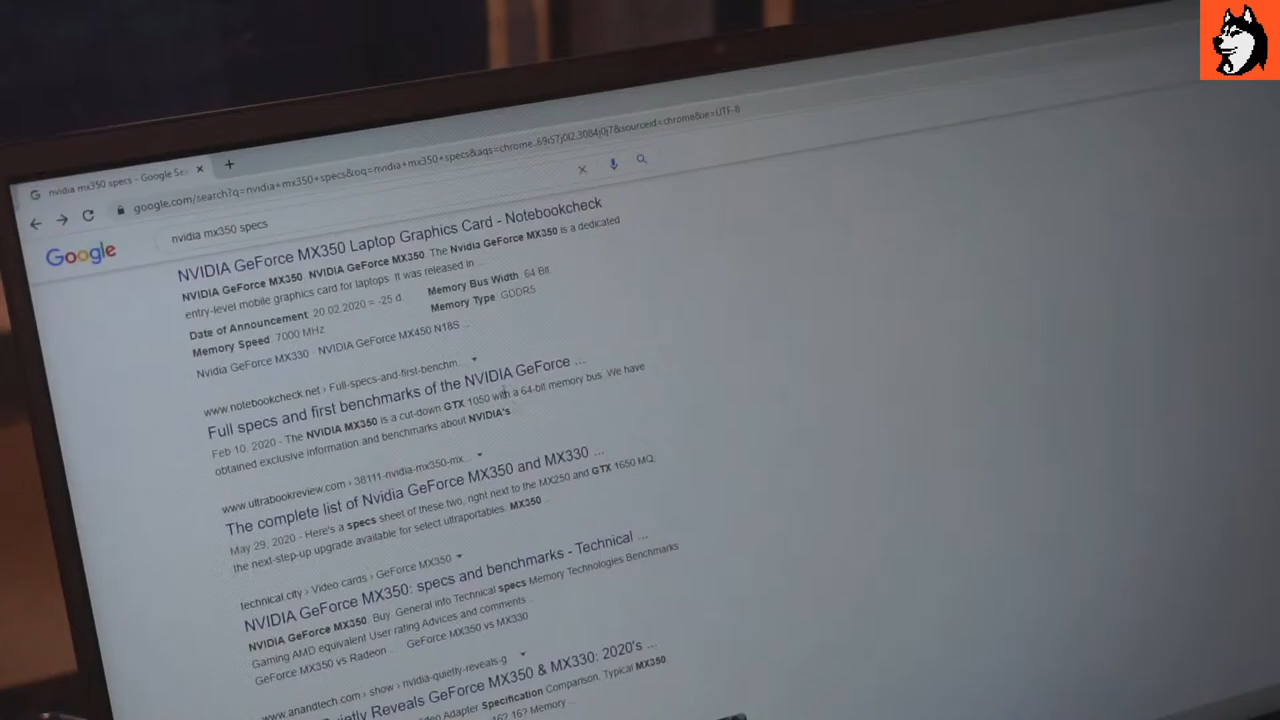 nvidia mx350 specs - Google Se
google.com/search?q=nvidia+mx350+specs&oq=nvidia+mx350+specs&aqs=chrome..69i57j0l2.3084j0j7&sourceid=chrome&ie=UTF-8
Google
nvidia mx350 specs
NVIDIA GeForce MX350 Laptop Graphics Card - Notebookcheck
NVIDIA GeForce MX350. NVIDIA GeForce MX350. The Nvidia GeForce MX350 is a dedicated
entry-level mobile graphics card for laptops. It was released in ...
Date of Announcement: 20.02.2020 = -25 d.
Memory Bus Width: 64 Bit
Memory Speed: 7000 MHz
Memory Type: GDDR5
Nvidia GeForce MX330 · NVIDIA GeForce MX450 N18S ...
www.notebookcheck.net › Full-specs-and-first-benchm...
Full specs and first benchmarks of the NVIDIA GeForce ...
Feb 10, 2020 - The NVIDIA MX350 is a cut-down GTX 1050 with a 64-bit memory bus. We have
obtained exclusive information and benchmarks about NVIDIA's
www.ultrabookreview.com › 38111-nvidia-mx350-mx...
The complete list of Nvidia GeForce MX350 and MX330 ...
May 29, 2020 - Here's a specs sheet of these two, right next to the MX250 and GTX 1650 MQ,
the next-step-up upgrade available for select ultraportables. MX350 ...
technical.city › Video cards › GeForce MX350
NVIDIA GeForce MX350: specs and benchmarks - Technical ...
NVIDIA GeForce MX350. Buy. General info Technical specs Memory Technologies Benchmarks
Gaming AMD equivalent User rating Advices and comments ...
GeForce MX350 vs Radeon ... GeForce MX350 vs MX330
www.anandtech.com › show › nvidia-quietly-reveals-g
Quietly Reveals GeForce MX350 & MX330: 2020's ...
Video Adapter Specification Comparison. Typical MX350
16? 16? Memory ...